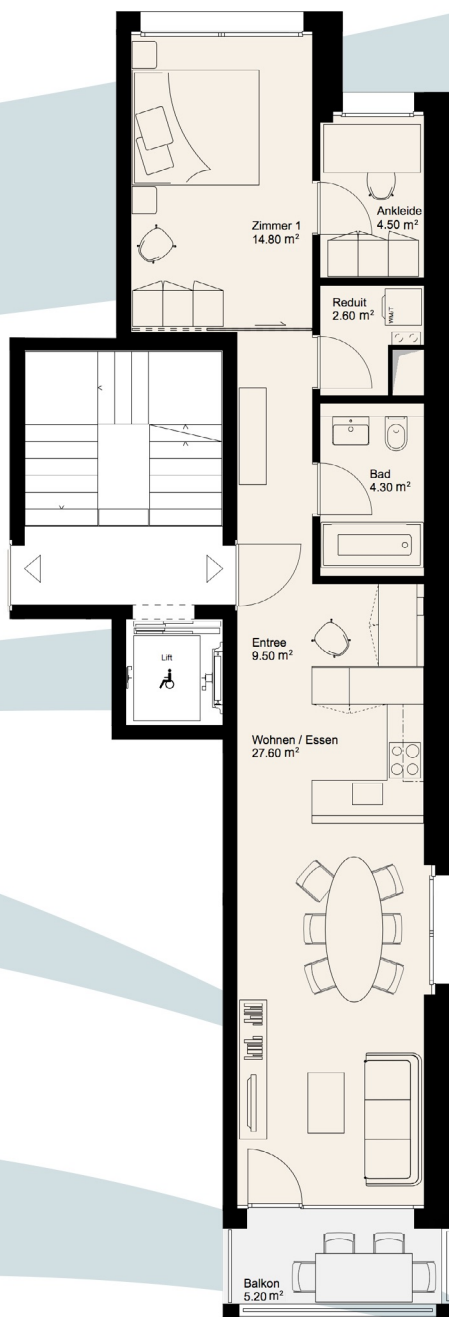 Zimmer 1
14.80 m²
Ankleide
4.50 m²
Reduit
2.60 m²
WM/T
Bad
4.30 m²
Entree
9.50 m²
Lift
Wohnen / Essen
27.60 m²
Balkon
5.20 m²